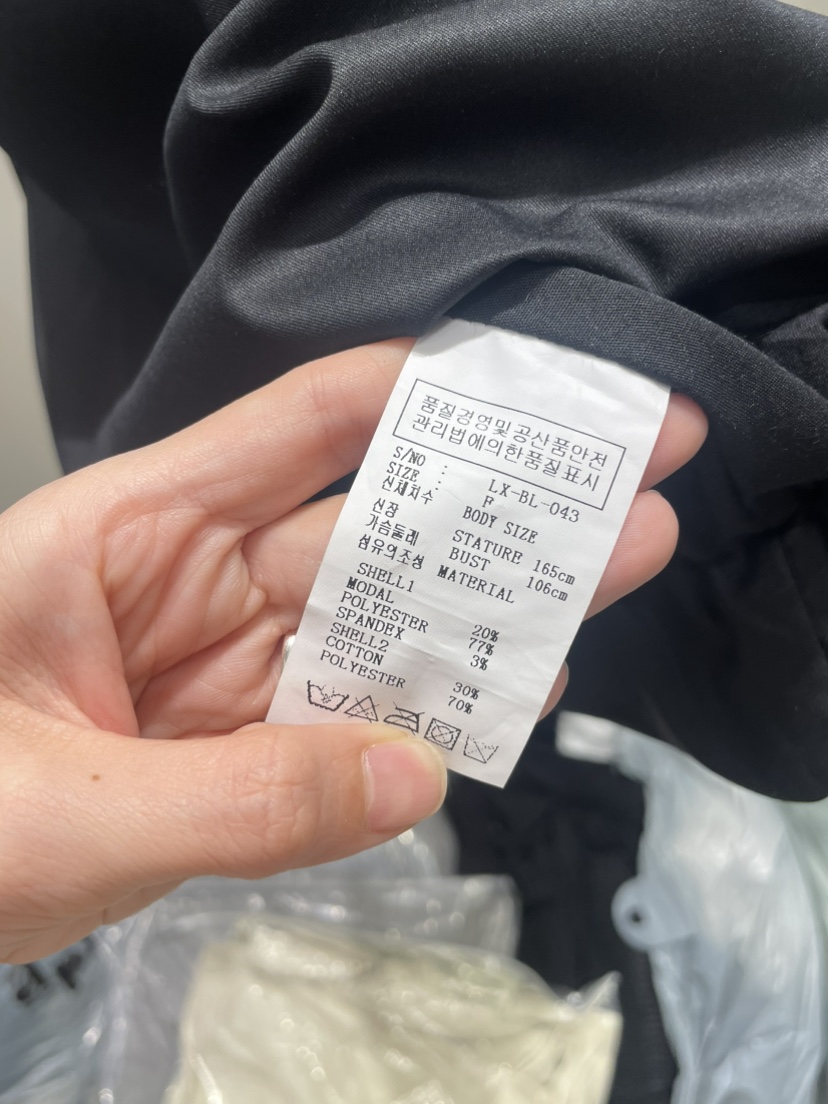 품질경영및공산품안전
관리법에의한품질표시
S/NO : LX-BL-043
SIZE : F
신체치수 BODY SIZE
신장 STATURE 165cm
가슴둘레 BUST 106cm
섬유의조성 MATERIAL
SHELL1
MODAL 20%
POLYESTER 77%
SPANDEX 3%
SHELL2
COTTON 30%
POLYESTER 70%